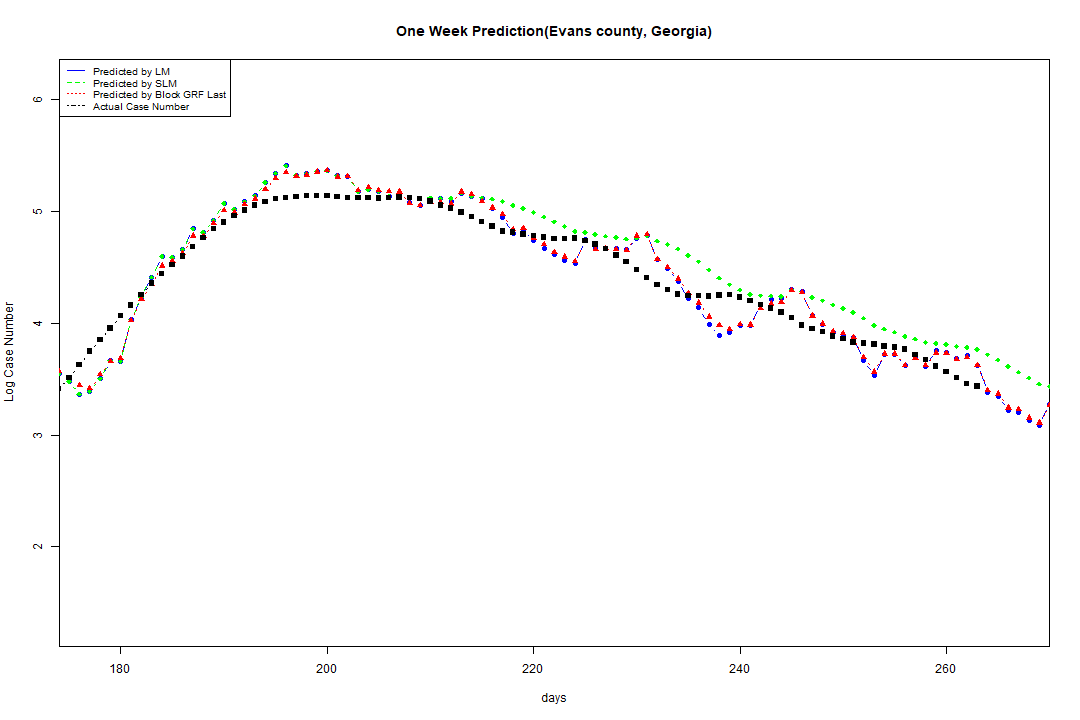 One Week Prediction(Evans county, Georgia)
Predicted by LM
Predicted by SLM
Predicted by Block GRF Last
Actual Case Number
6
5
4
3
2
Log Case Number
180 200 220 240 260
days